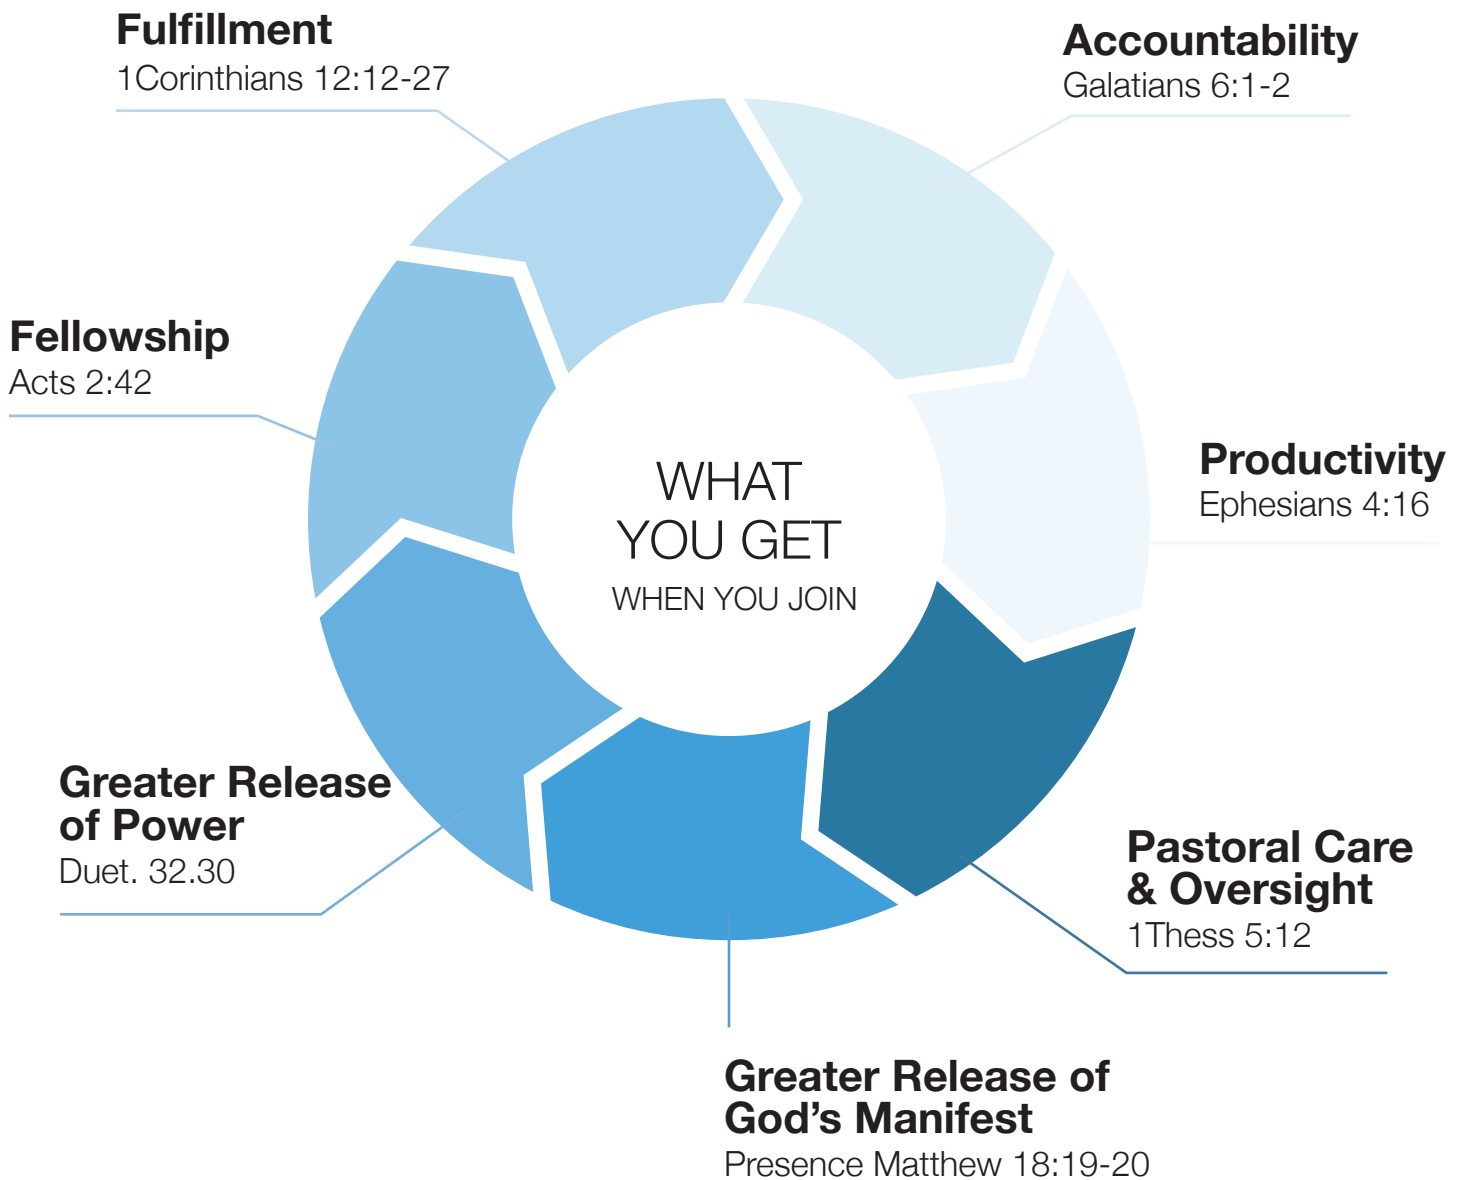 Fulfillment
1Corinthians 12:12-27
Accountability
Galatians 6:1-2
Fellowship
Acts 2:42
WHAT
YOU GET
WHEN YOU JOIN
Productivity
Ephesians 4:16
Greater Release
of Power
Duet. 32.30
Pastoral Care
& Oversight
1Thess 5:12
Greater Release of
God’s Manifest
Presence Matthew 18:19-20